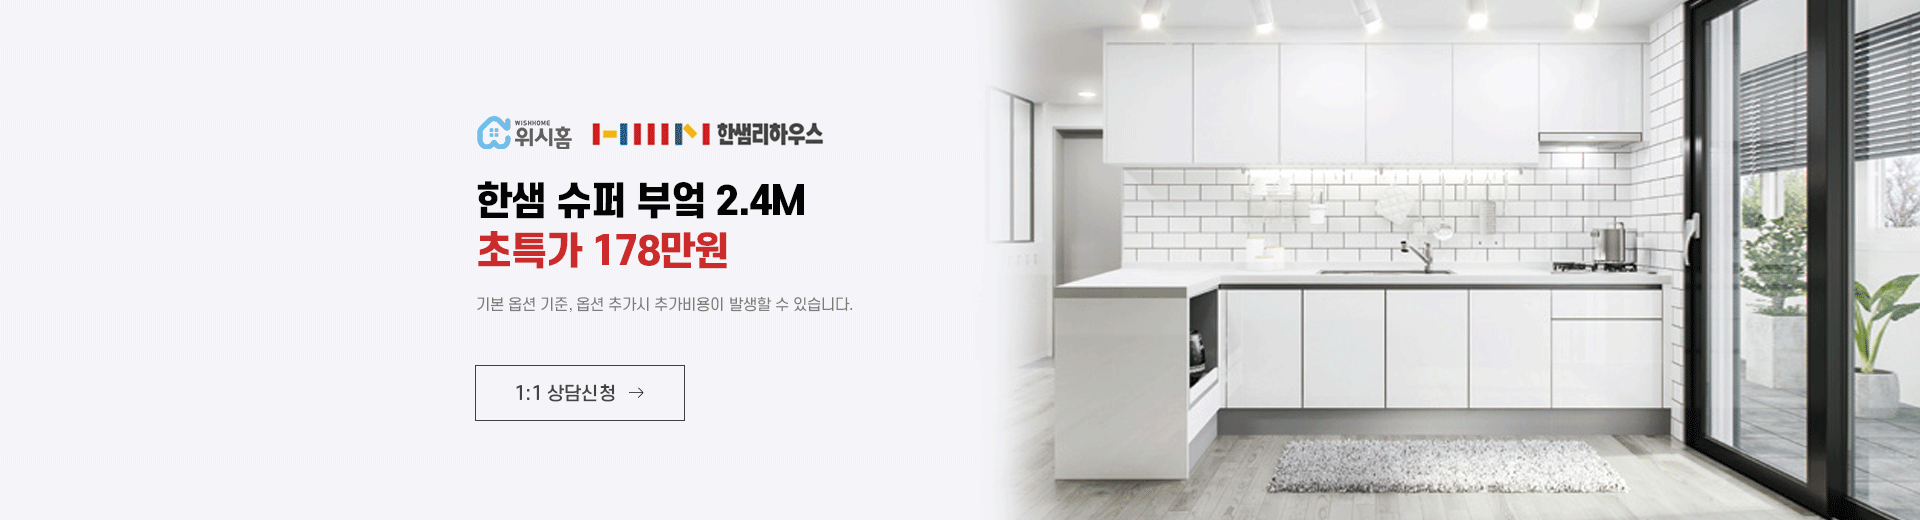 WISHHOME
위시홈 한샘리하우스
한샘 슈퍼 부엌 2.4M
초특가 178만원
기본 옵션 기준, 옵션 추가시 추가비용이 발생할 수 있습니다.
1:1 상담신청 →